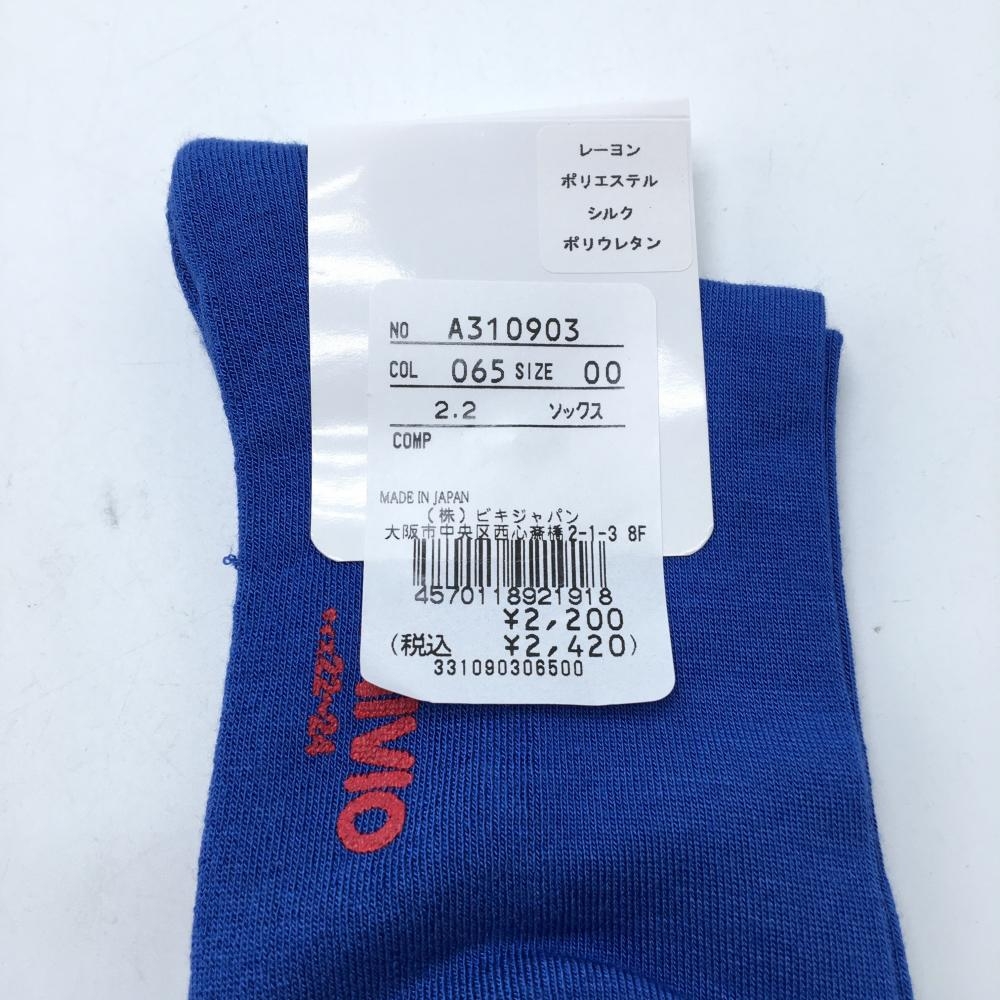 レーヨン
ポリエステル
シルク
ポリウレタン
NO A310903
COL 065 SIZE 00
2.2 ソックス
COMP
MADE IN JAPAN
(株)ビキジャパン
大阪市中央区西心斎橋2-1-3 8F
4570118921918
¥2,200
(税込 ¥2,420)
331090306500
22~24